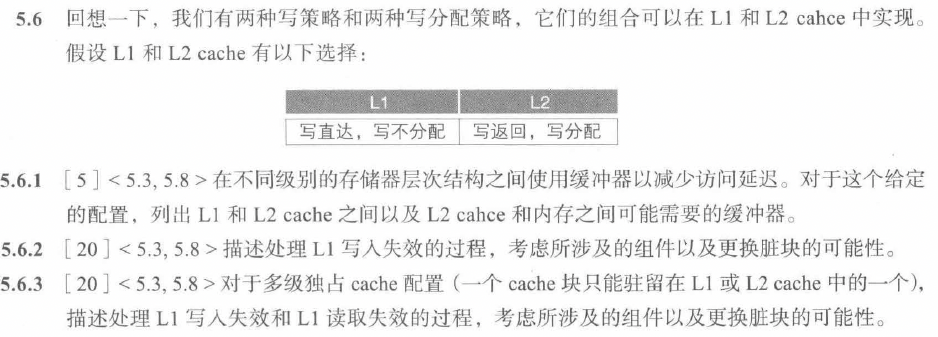 5.6 回想一下，我们有两种写策略和两种写分配策略，它们的组合可以在 L1 和 L2 cahce 中实现。
假设 L1 和 L2 cache 有以下选择：
L1 L2
写直达，写不分配 写返回，写分配
5.6.1 [ 5 ] < 5.3, 5.8 > 在不同级别的存储器层次结构之间使用缓冲器以减少访问延迟。对于这个给定
的配置，列出 L1 和 L2 cache 之间以及 L2 cahce 和内存之间可能需要的缓冲器。
5.6.2 [ 20 ] < 5.3, 5.8 > 描述处理 L1 写入失效的过程，考虑所涉及的组件以及更换脏块的可能性。
5.6.3 [ 20 ] < 5.3, 5.8 > 对于多级独占 cache 配置（一个 cache 块只能驻留在 L1 或 L2 cache 中的一个），
描述处理 L1 写入失效和 L1 读取失效的过程，考虑所涉及的组件以及更换脏块的可能性。